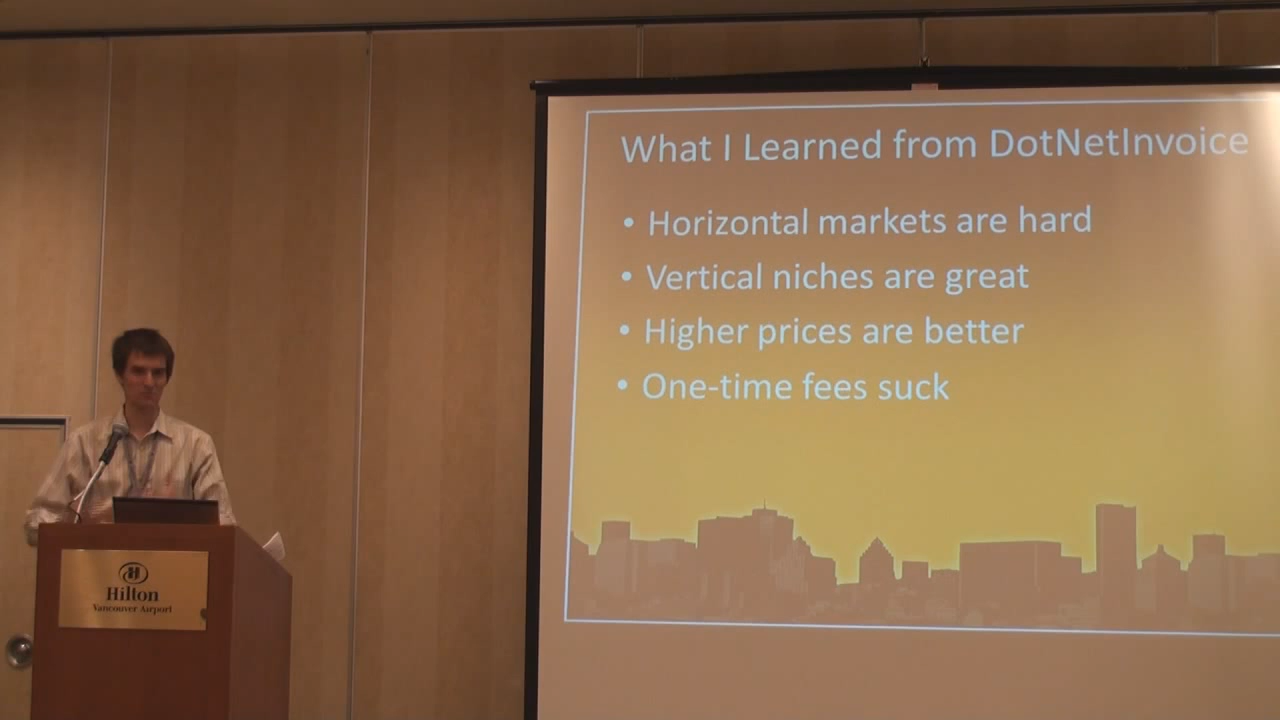 What I Learned from DotNetInvoice
• Horizontal markets are hard
• Vertical niches are great
• Higher prices are better
• One-time fees suck
Hilton
Vancouver Airport